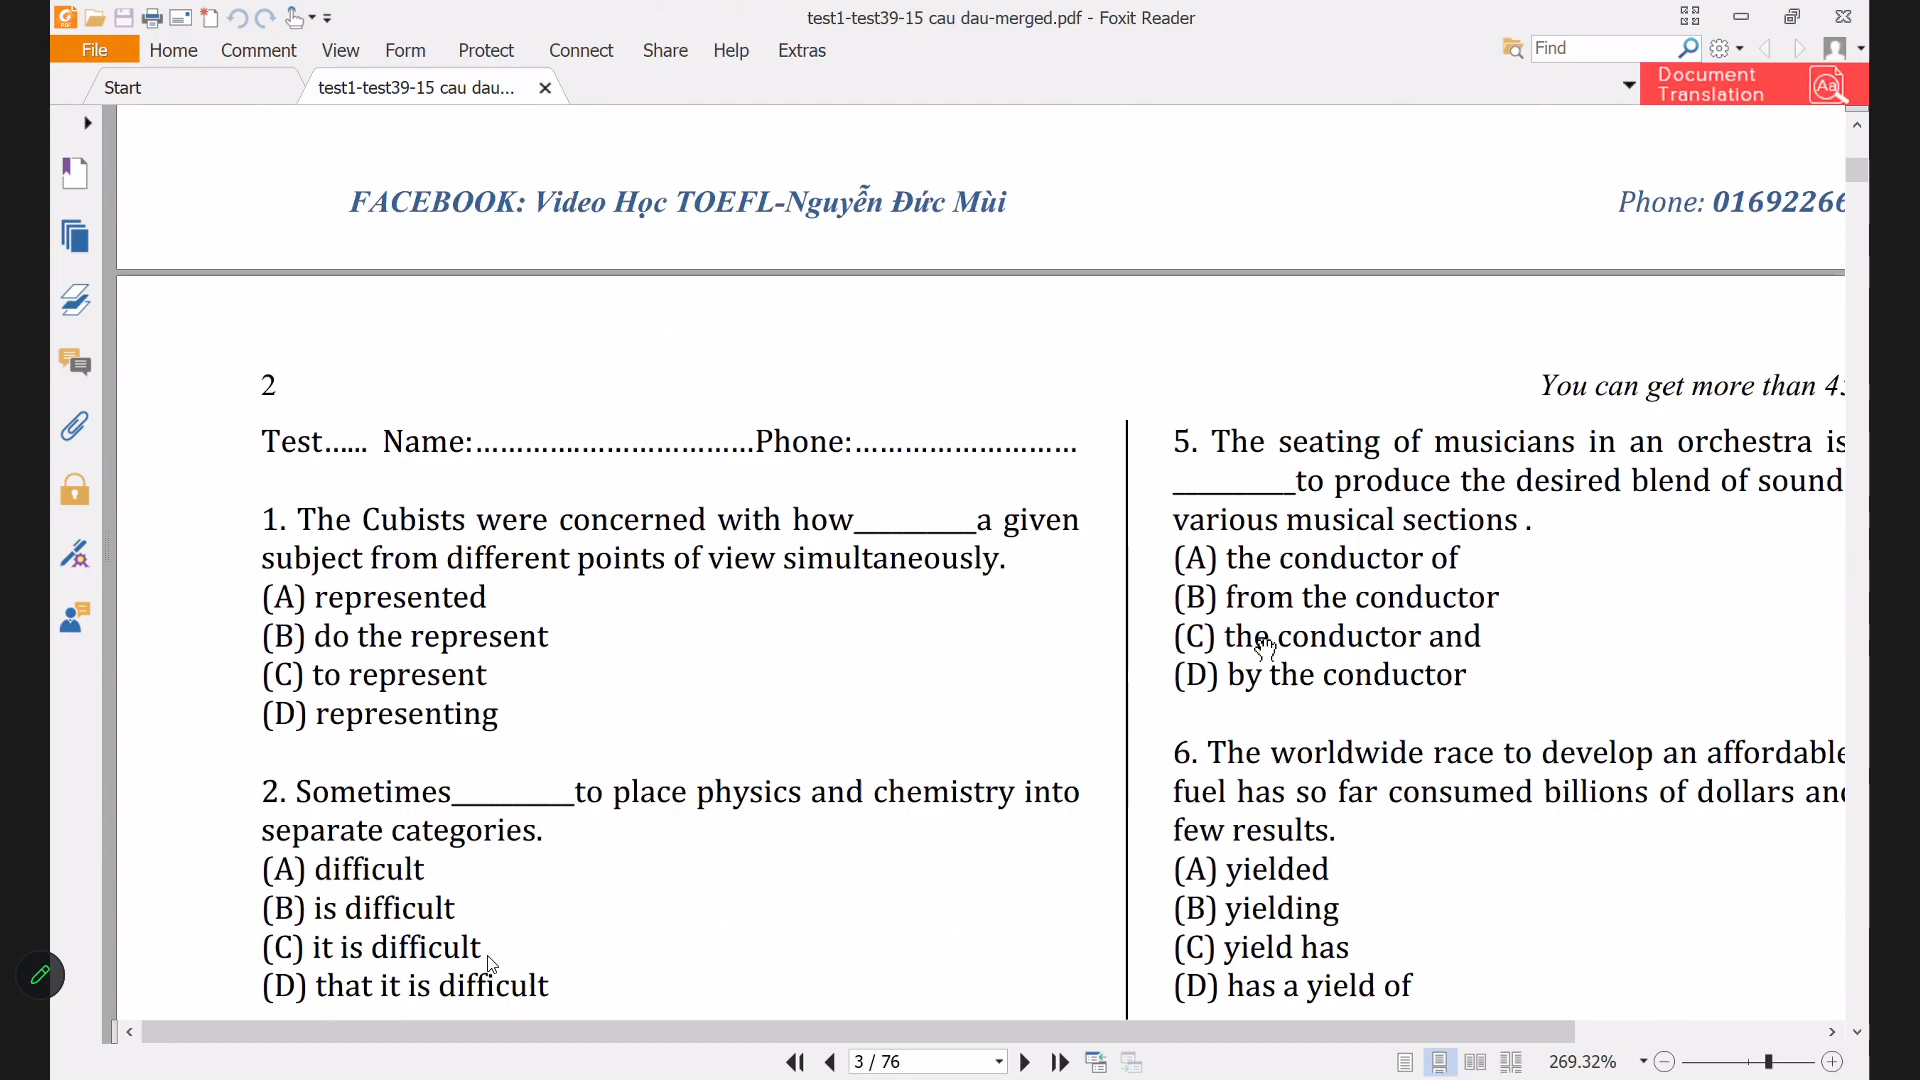 test1-test39-15 cau dau-merged.pdf - Foxit Reader
File Home Comment View Form Protect Connect Share Help Extras
Find
Start
test1-test39-15 cau dau...
Document
Translation
FACEBOOK: Video Học TOEFL-Nguyễn Đức Mùi
Phone: 01692266
2
You can get more than 4
Test...... Name:.................................Phone:..........................
1. The Cubists were concerned with how__________a given
subject from different points of view simultaneously.
(A) represented
(B) do the represent
(C) to represent
(D) representing
2. Sometimes__________to place physics and chemistry into
separate categories.
(A) difficult
(B) is difficult
(C) it is difficult
(D) that it is difficult
5. The seating of musicians in an orchestra is
__________to produce the desired blend of sound
various musical sections .
(A) the conductor of
(B) from the conductor
(C) the conductor and
(D) by the conductor
6. The worldwide race to develop an affordable
fuel has so far consumed billions of dollars and
few results.
(A) yielded
(B) yielding
(C) yield has
(D) has a yield of
3 / 76
269.32%